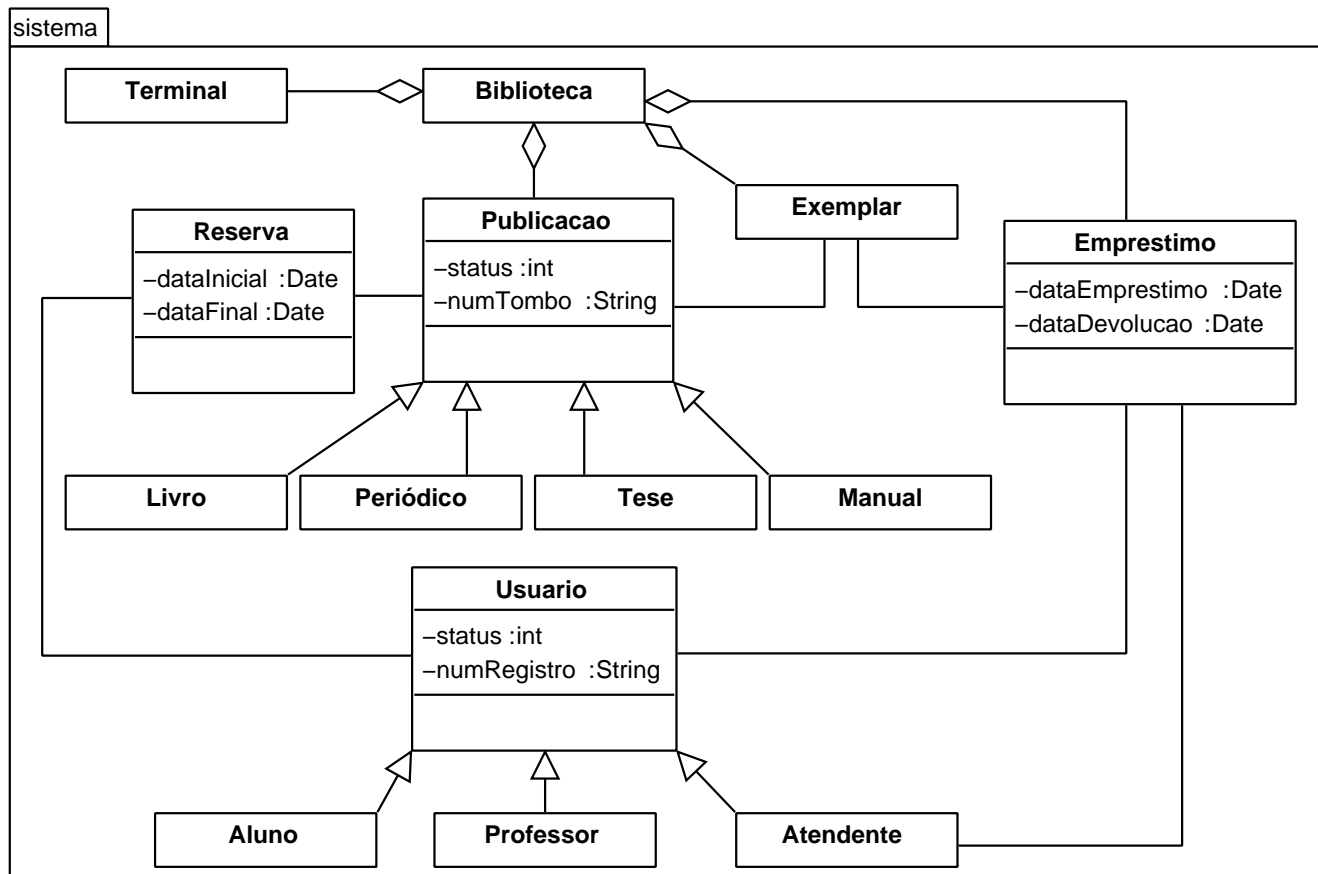 sistema
Terminal
Biblioteca
Exemplar
Reserva
–dataInicial :Date
–dataFinal :Date
Publicacao
–status :int
–numTombo :String
Emprestimo
–dataEmprestimo :Date
–dataDevolucao :Date
Livro
Periódico
Tese
Manual
Usuario
–status :int
–numRegistro :String
Aluno
Professor
Atendente